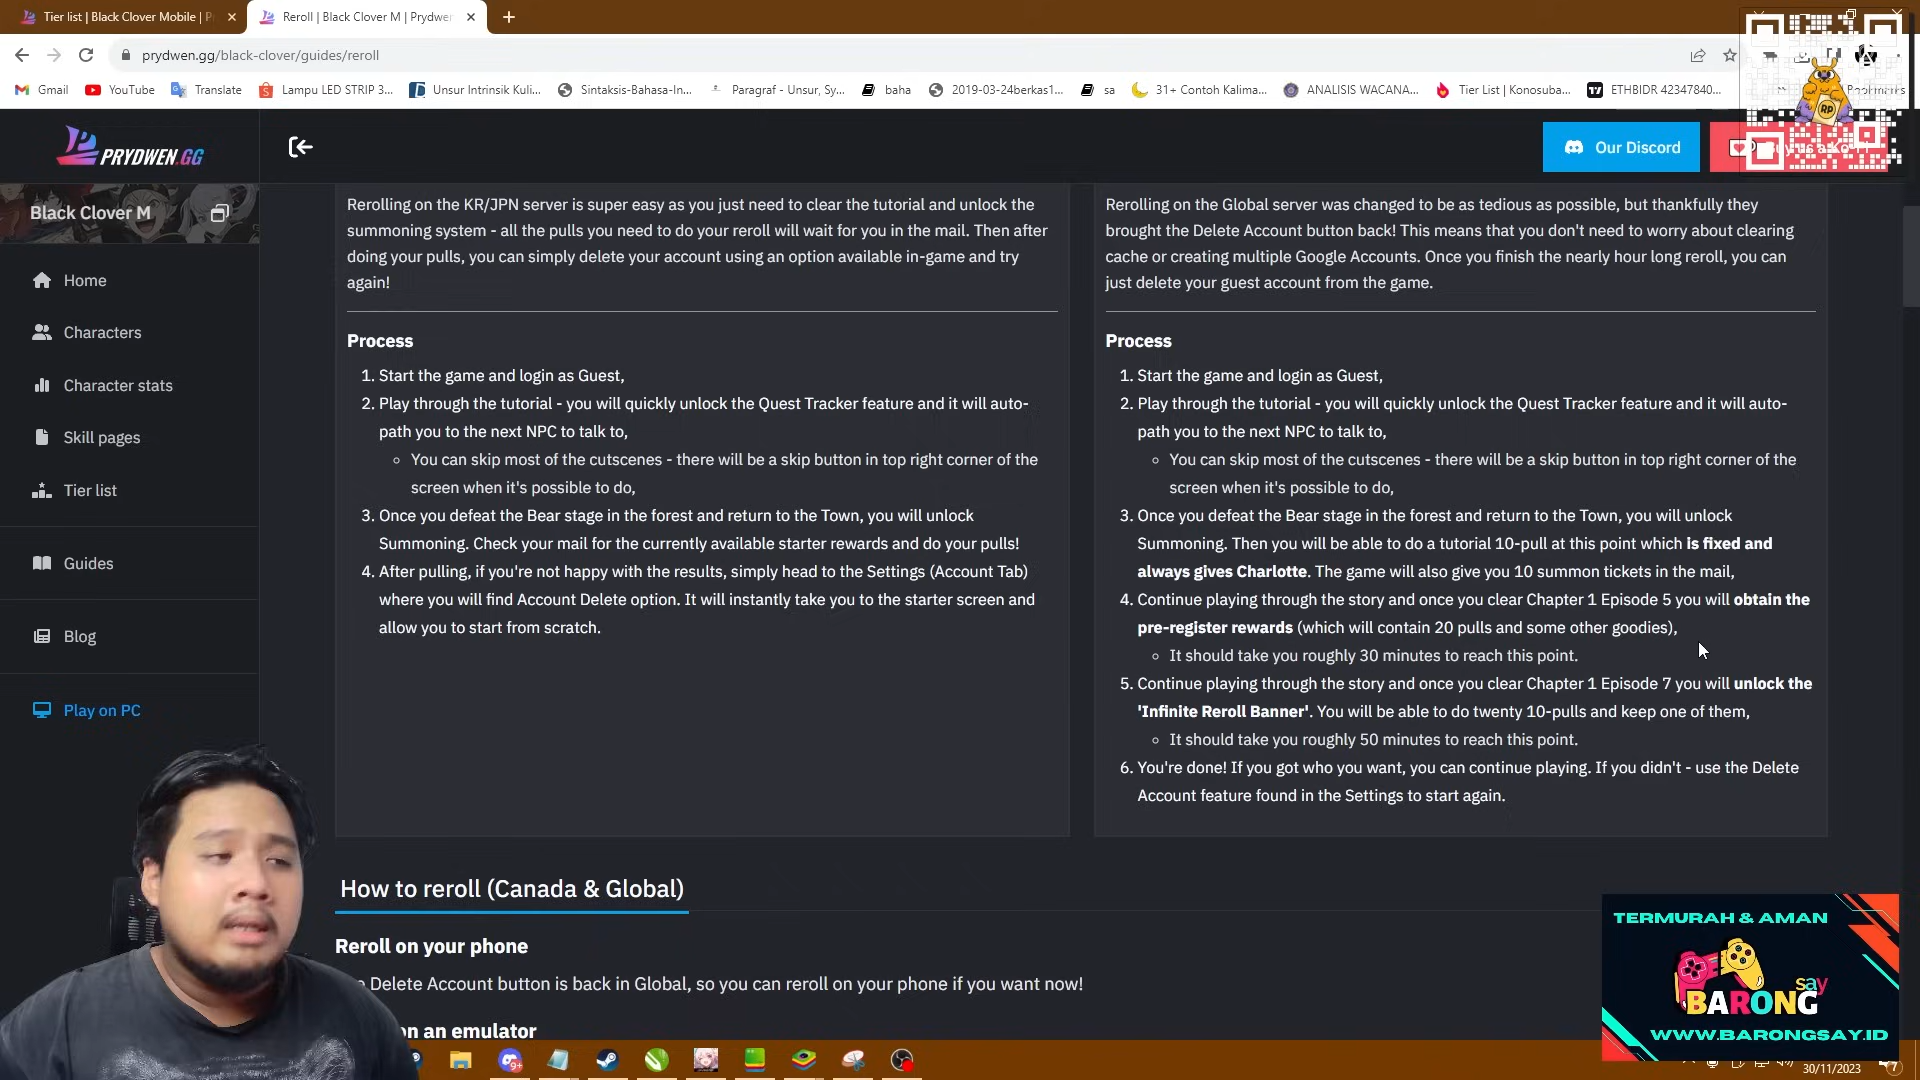 Tier list | Black Clover Mobile | P
Reroll | Black Clover M | Prydwen
prydwen.gg/black-clover/guides/reroll
Gmail
YouTube
Translate
Lampu LED STRIP 3...
Unsur Intrinsik Kuli...
Sintaksis-Bahasa-In...
Paragraf - Unsur, Sy...
baha
2019-03-24berkas1...
sa
31+ Contoh Kalima...
ANALISIS WACANA...
Tier List | Konosuba...
ETHBIDR 42347840...
PRYDWEN.GG
Our Discord
RP
Black Clover M
Home
Characters
Character stats
Skill pages
Tier list
Guides
Blog
Play on PC
Rerolling on the KR/JPN server is super easy as you just need to clear the tutorial and unlock the
summoning system - all the pulls you need to do your reroll will wait for you in the mail. Then after
doing your pulls, you can simply delete your account using an option available in-game and try
again!
Process
1. Start the game and login as Guest,
2. Play through the tutorial - you will quickly unlock the Quest Tracker feature and it will auto-
path you to the next NPC to talk to,
You can skip most of the cutscenes - there will be a skip button in top right corner of the
screen when it's possible to do,
3. Once you defeat the Bear stage in the forest and return to the Town, you will unlock
Summoning. Check your mail for the currently available starter rewards and do your pulls!
4. After pulling, if you're not happy with the results, simply head to the Settings (Account Tab)
where you will find Account Delete option. It will instantly take you to the starter screen and
allow you to start from scratch.
Rerolling on the Global server was changed to be as tedious as possible, but thankfully they
brought the Delete Account button back! This means that you don't need to worry about clearing
cache or creating multiple Google Accounts. Once you finish the nearly hour long reroll, you can
just delete your guest account from the game.
Process
1. Start the game and login as Guest,
2. Play through the tutorial - you will quickly unlock the Quest Tracker feature and it will auto-
path you to the next NPC to talk to,
You can skip most of the cutscenes - there will be a skip button in top right corner of the
screen when it's possible to do,
3. Once you defeat the Bear stage in the forest and return to the Town, you will unlock
Summoning. Then you will be able to do a tutorial 10-pull at this point which is fixed and
always gives Charlotte. The game will also give you 10 summon tickets in the mail,
4. Continue playing through the story and once you clear Chapter 1 Episode 5 you will obtain the
pre-register rewards (which will contain 20 pulls and some other goodies),
It should take you roughly 30 minutes to reach this point.
5. Continue playing through the story and once you clear Chapter 1 Episode 7 you will unlock the
'Infinite Reroll Banner'. You will be able to do twenty 10-pulls and keep one of them,
It should take you roughly 50 minutes to reach this point.
6. You're done! If you got who you want, you can continue playing. If you didn't - use the Delete
Account feature found in the Settings to start again.
How to reroll (Canada & Global)
Reroll on your phone
Delete Account button is back in Global, so you can reroll on your phone if you want now!
on an emulator
TERMURAH & AMAN
say
BARONG
WWW.BARONGSAY.ID
9+
30/11/2023
7